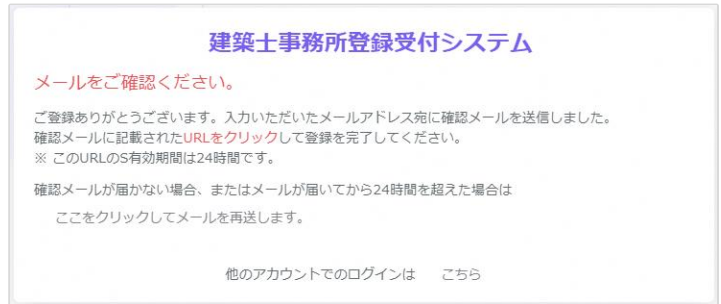 建築士事務所登録受付システム
メールをご確認ください。
ご登録ありがとうございます。入力いただいたメールアドレス宛に確認メールを送信しました。
確認メールに記載されたURLをクリックして登録を完了してください。
※ このURLのS有効期間は24時間です。
確認メールが届かない場合、またはメールが届いてから24時間を超えた場合は
ここをクリックしてメールを再送します。
他のアカウントでのログインは こちら